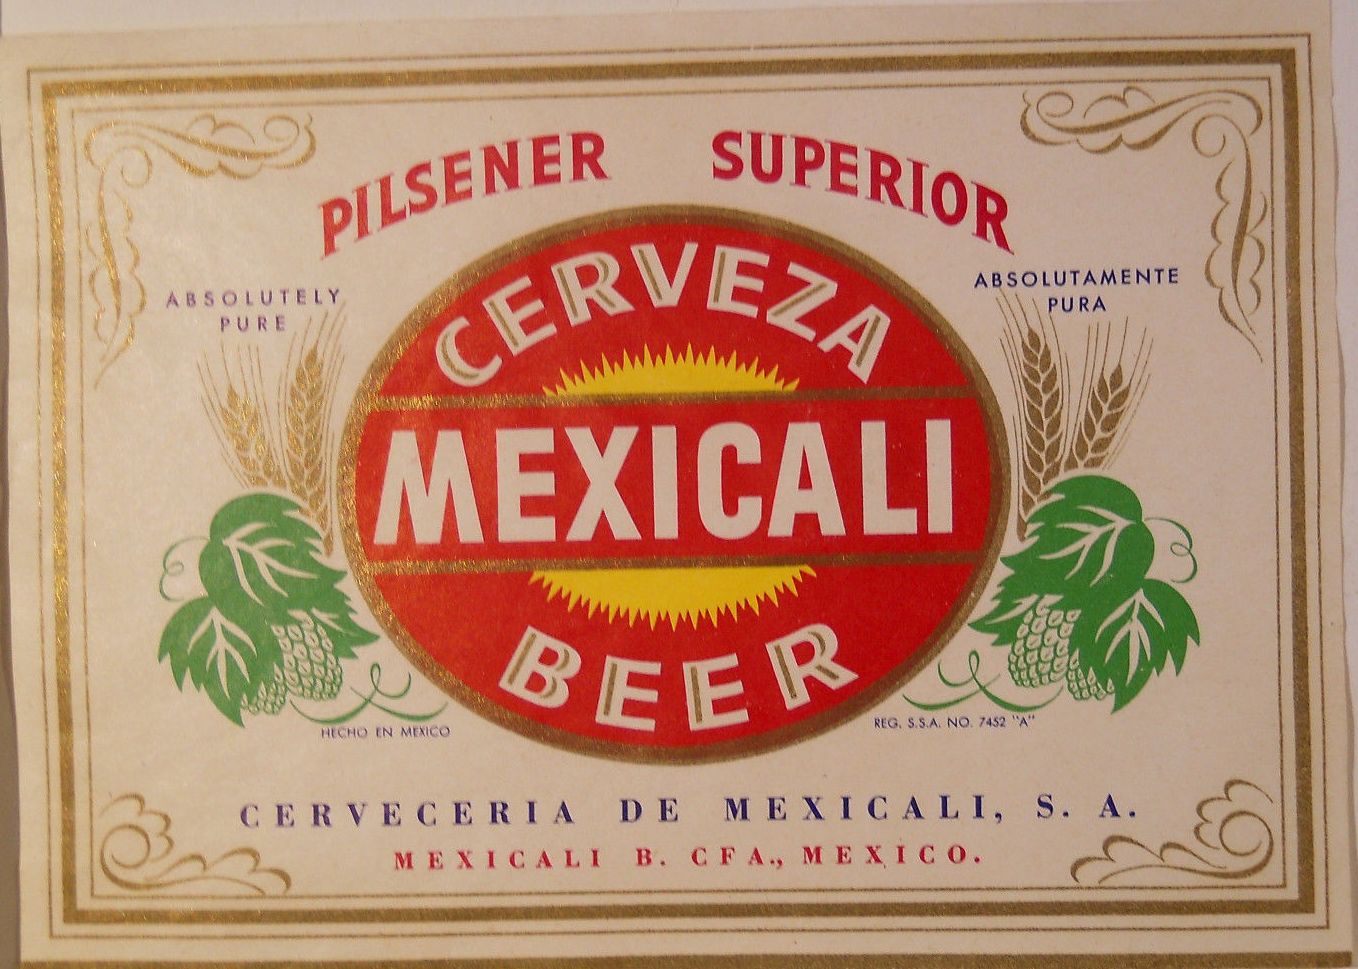 PILSENER SUPERIOR
ABSOLUTELY
PURE
ABSOLUTAMENTE
PURA
CERVEZA
MEXICALI
BEER
HECHO EN MEXICO
REG. S.S.A. NO. 7452 "A"
CERVECERIA DE MEXICALI, S. A.
MEXICALI B. CFA., MEXICO.